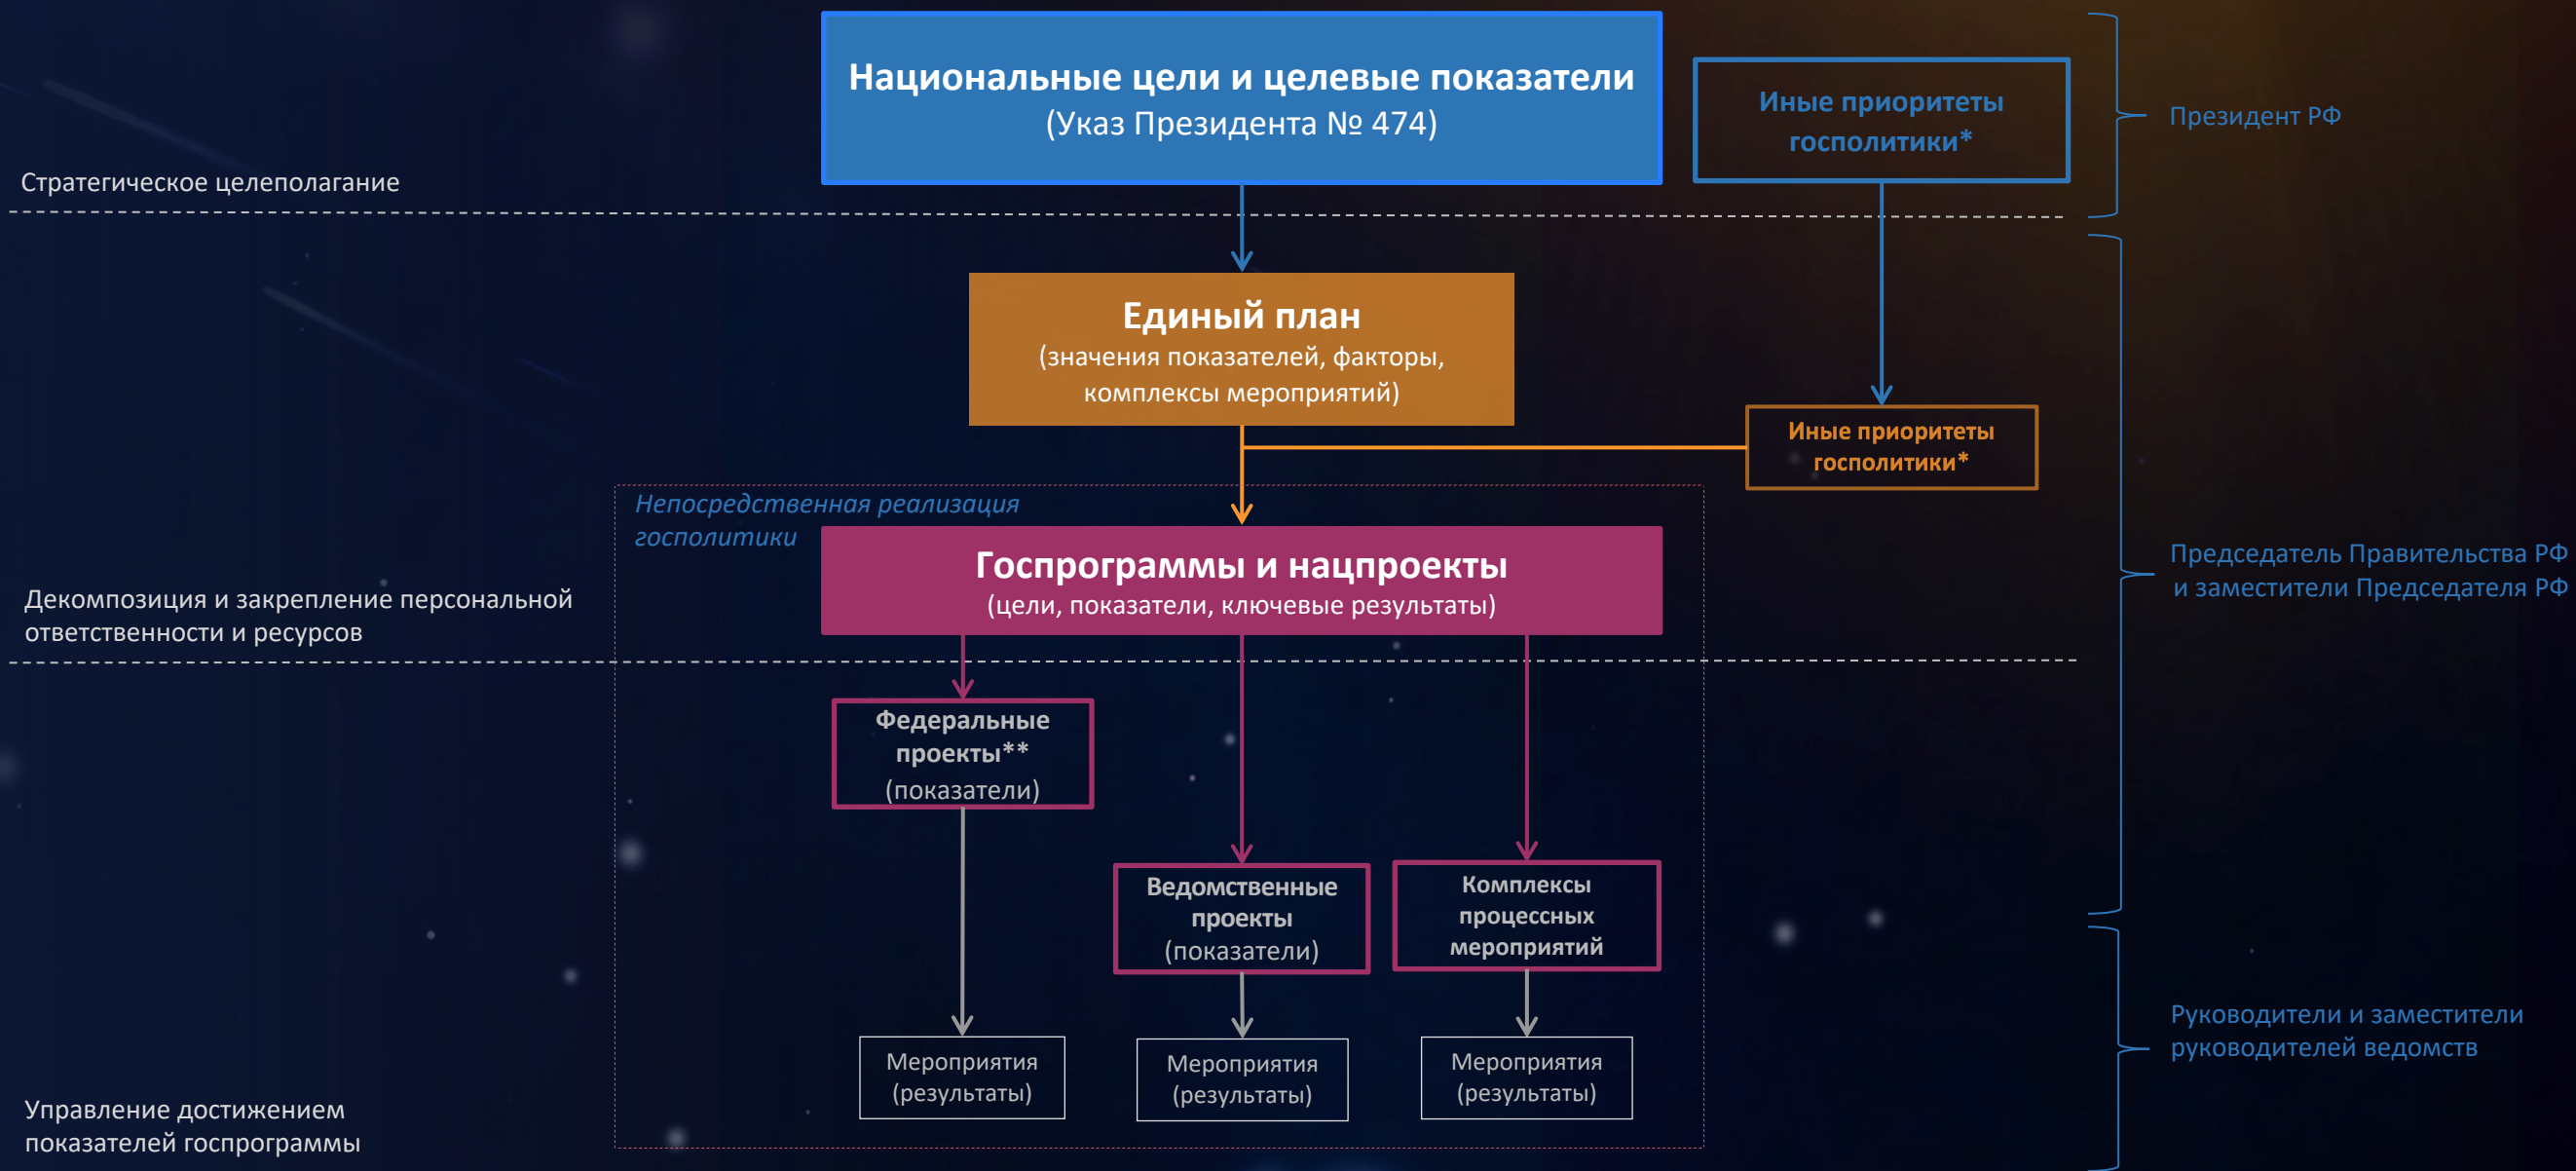 Национальные цели и целевые показатели
(Указ Президента № 474)
Иные приоритеты
госполитики*
Президент РФ
Стратегическое целеполагание
Единый план
(значения показателей, факторы,
комплексы мероприятий)
Иные приоритеты
госполитики*
Непосредственная реализация
госполитики
Госпрограммы и нацпроекты
(цели, показатели, ключевые результаты)
Председатель Правительства РФ
и заместители Председателя РФ
Декомпозиция и закрепление персональной
ответственности и ресурсов
Федеральные
проекты**
(показатели)
Ведомственные
проекты
(показатели)
Комплексы
процессных
мероприятий
Мероприятия
(результаты)
Мероприятия
(результаты)
Мероприятия
(результаты)
Руководители и заместители
руководителей ведомств
Управление достижением
показателей госпрограммы